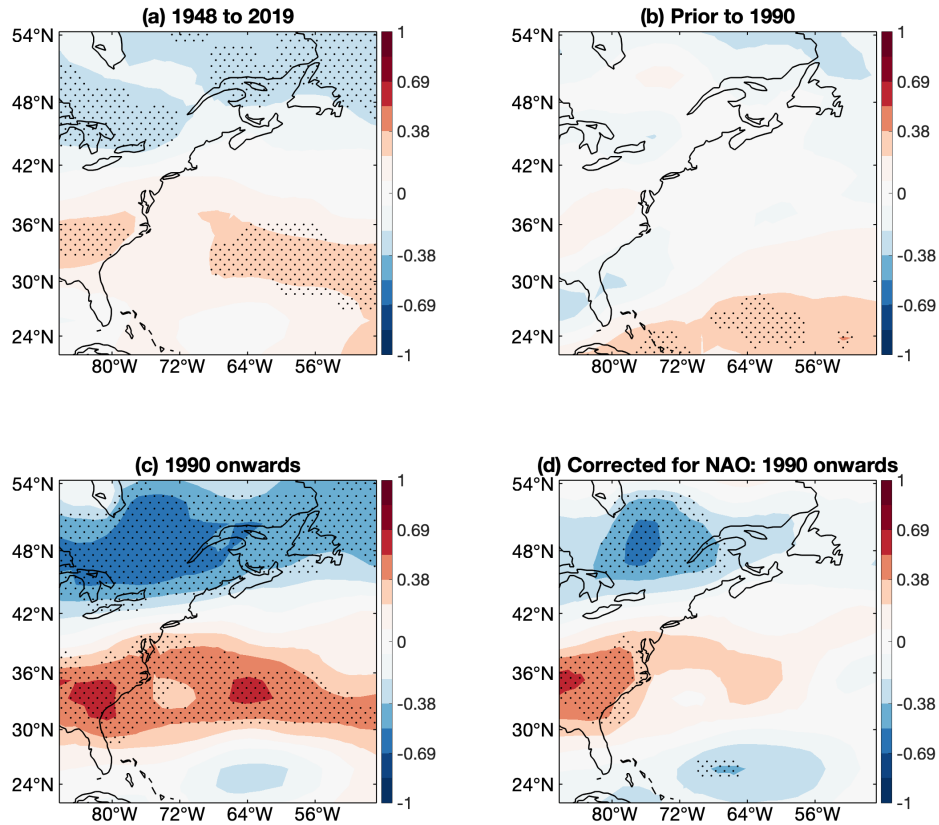 (a) 1948 to 2019
54°N
48°N
42°N
36°N
30°N
24°N
80°W 72°W 64°W 56°W
1
0.69
0.38
0
-0.38
-0.69
-1
(b) Prior to 1990
54°N
48°N
42°N
36°N
30°N
24°N
80°W 72°W 64°W 56°W
1
0.69
0.38
0
-0.38
-0.69
-1
(c) 1990 onwards
54°N
48°N
42°N
36°N
30°N
24°N
80°W 72°W 64°W 56°W
1
0.69
0.38
0
-0.38
-0.69
-1
(d) Corrected for NAO: 1990 onwards
54°N
48°N
42°N
36°N
30°N
24°N
80°W 72°W 64°W 56°W
1
0.69
0.38
0
-0.38
-0.69
-1